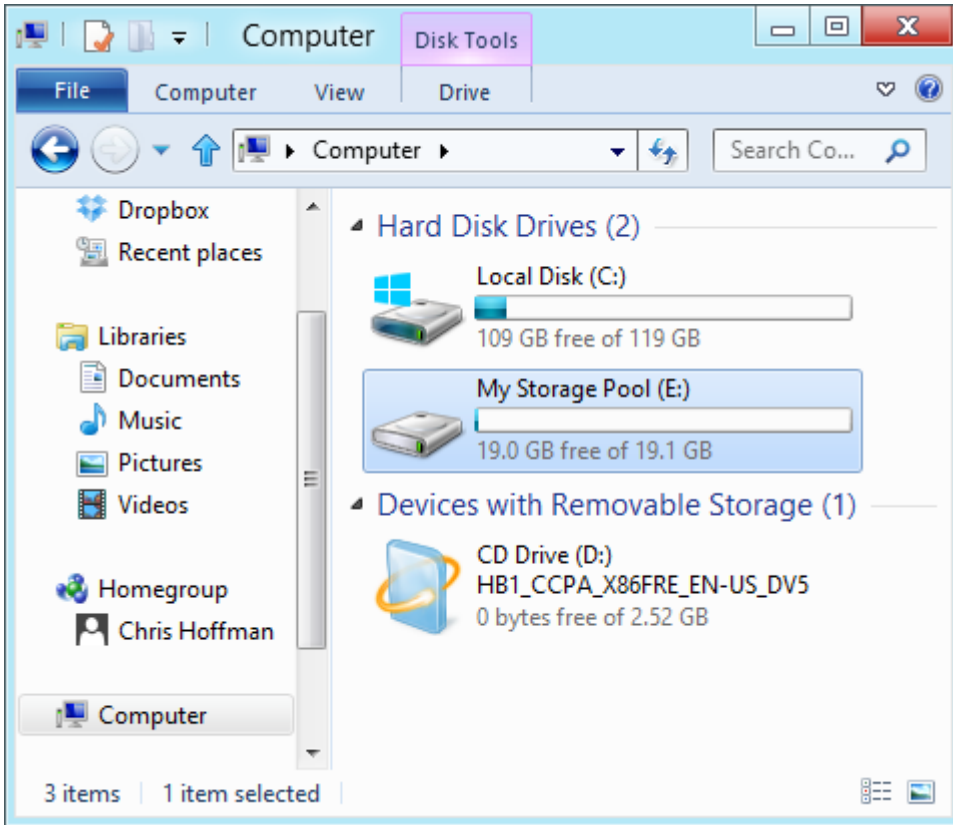 Computer
Disk Tools
File
Computer
View
Drive
Computer
Search Co...
Dropbox
Recent places
Libraries
Documents
Music
Pictures
Videos
Homegroup
Chris Hoffman
Computer
Hard Disk Drives (2)
Local Disk (C:)
109 GB free of 119 GB
My Storage Pool (E:)
19.0 GB free of 19.1 GB
Devices with Removable Storage (1)
CD Drive (D:)
HB1_CCPA_X86FRE_EN-US_DV5
0 bytes free of 2.52 GB
3 items
1 item selected